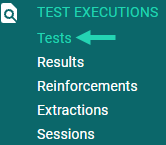 TEST EXECUTIONS
Tests
Results
Reinforcements
Extractions
Sessions